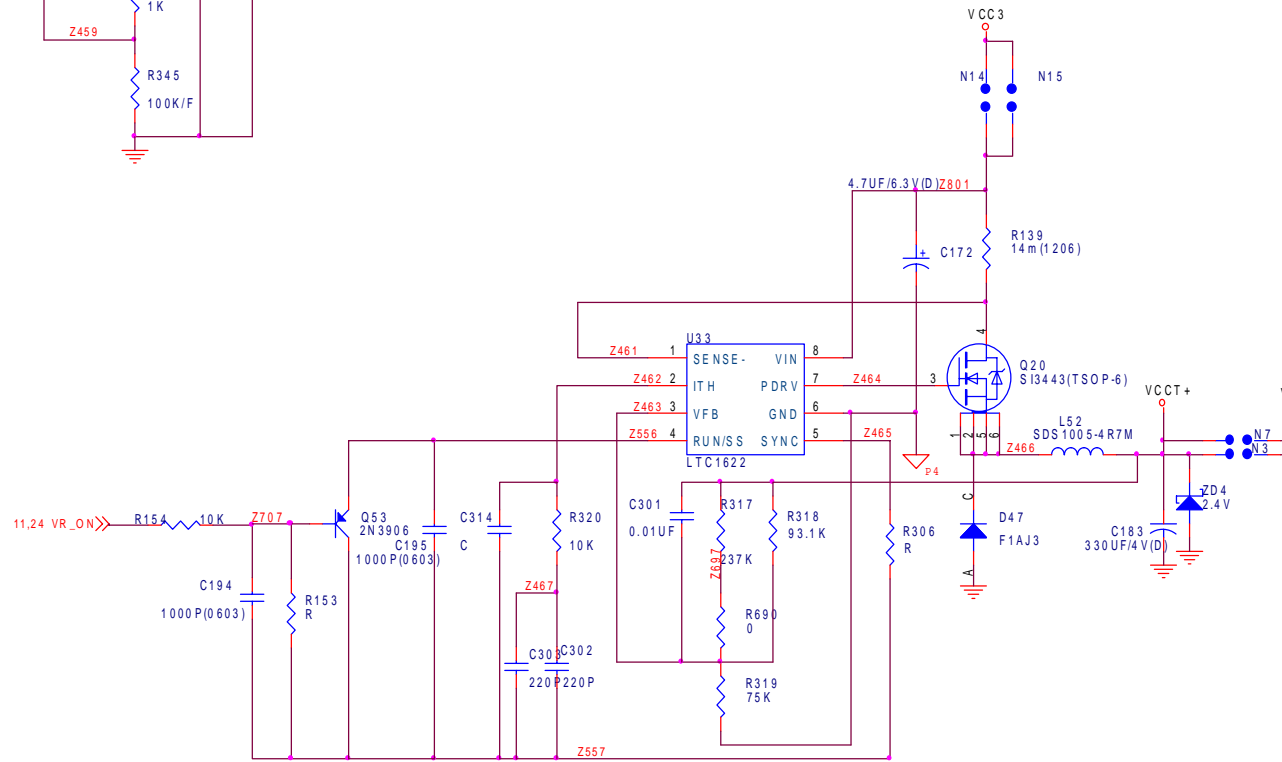 1K
Z459
R345
100K/F
VCC3
N14
N15
4.7UF/6.3V(D)
Z801
R139
14m(1206)
C172
U33
Z461
1
SENSE-
VIN
8
Z462
2
ITH
PDRV
7
Z464
Z463
3
VFB
GND
6
Z556
4
RUN/SS
SYNC
5
Z465
LTC1622
4
3
Q20
SI3443(TSOP-6)
1
2
5
6
VCCT+
L52
SDS1005-4R7M
Z466
N7
N3
P4
C
D47
F1AJ3
A
ZD4
2.4V
C183
330UF/4V(D)
11,24 VR_ON
R154
10K
Z707
Q53
2N3906
C195
1000P(0603)
C314
C
R320
10K
C301
0.01UF
R317
237K
Z697
R318
93.1K
R306
R
C194
1000P(0603)
R153
R
Z467
C303
220P
C302
220P
R690
0
R319
75K
Z557